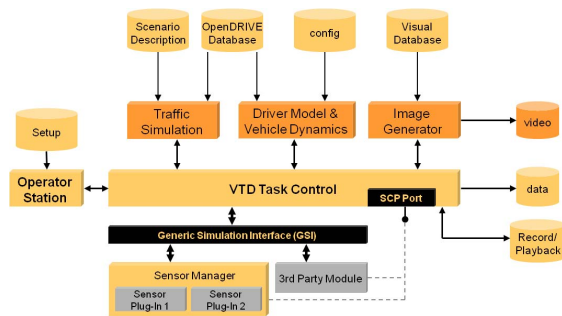 Scenario
Description
OpenDRIVE
Database
config
Visual
Database
Setup
Traffic
Simulation
Driver Model &
Vehicle Dynamics
Image
Generator
video
Operator
Station
VTD Task Control
SCP Port
data
Generic Simulation Interface (GSI)
Record/
Playback
Sensor Manager
3rd Party Module
Sensor
Plug-In 1
Sensor
Plug-In 2